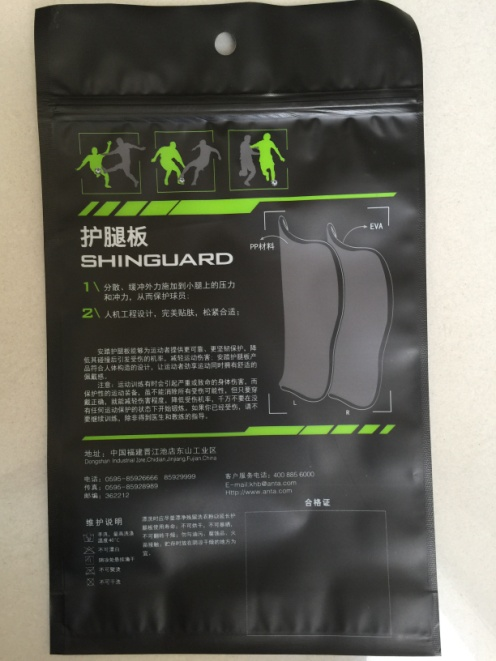 护腿板
SHINGUARD
1\ 分散、缓冲外力施加到小腿上的压力
和冲力，从而保护球员；
2\ 人机工程设计，完美贴肤，松紧合适；
EVA
PP材料
L
R
安踏护腿板能够为运动者提供更可靠、更坚韧保护，降
低其碰撞后引发受伤的机率，减轻运动伤害，安踏护腿板产
品符合人体构造的设计，让运动者动享运动同时拥有舒适的
佩戴感。
注意：运动训练有时会引起严重或致命的身体伤害，而
保护性的运动装备，虽不能消除所有受伤可能性，但只要穿
戴正确，就能减轻伤害程度，降低受伤机率，千万不要在没
有任何运动保护的状态下开始锻炼，如果你已经受伤，请不
要继续训练，除非得到医生和教练的指导。
地址：中国福建晋江池店东山工业区
Dongshan Industrial zire,Chidian,Jinjiang,Fujian,China.
电话：0595-85926666 85929999
传真：0595-85928989
邮编：362212
客户服务电话：400 885 6000
E-mail:khb@anta.com
Http://www.anta.com
合格证
维护说明
温度40℃
不可漂白
不可熨烫
不可干洗